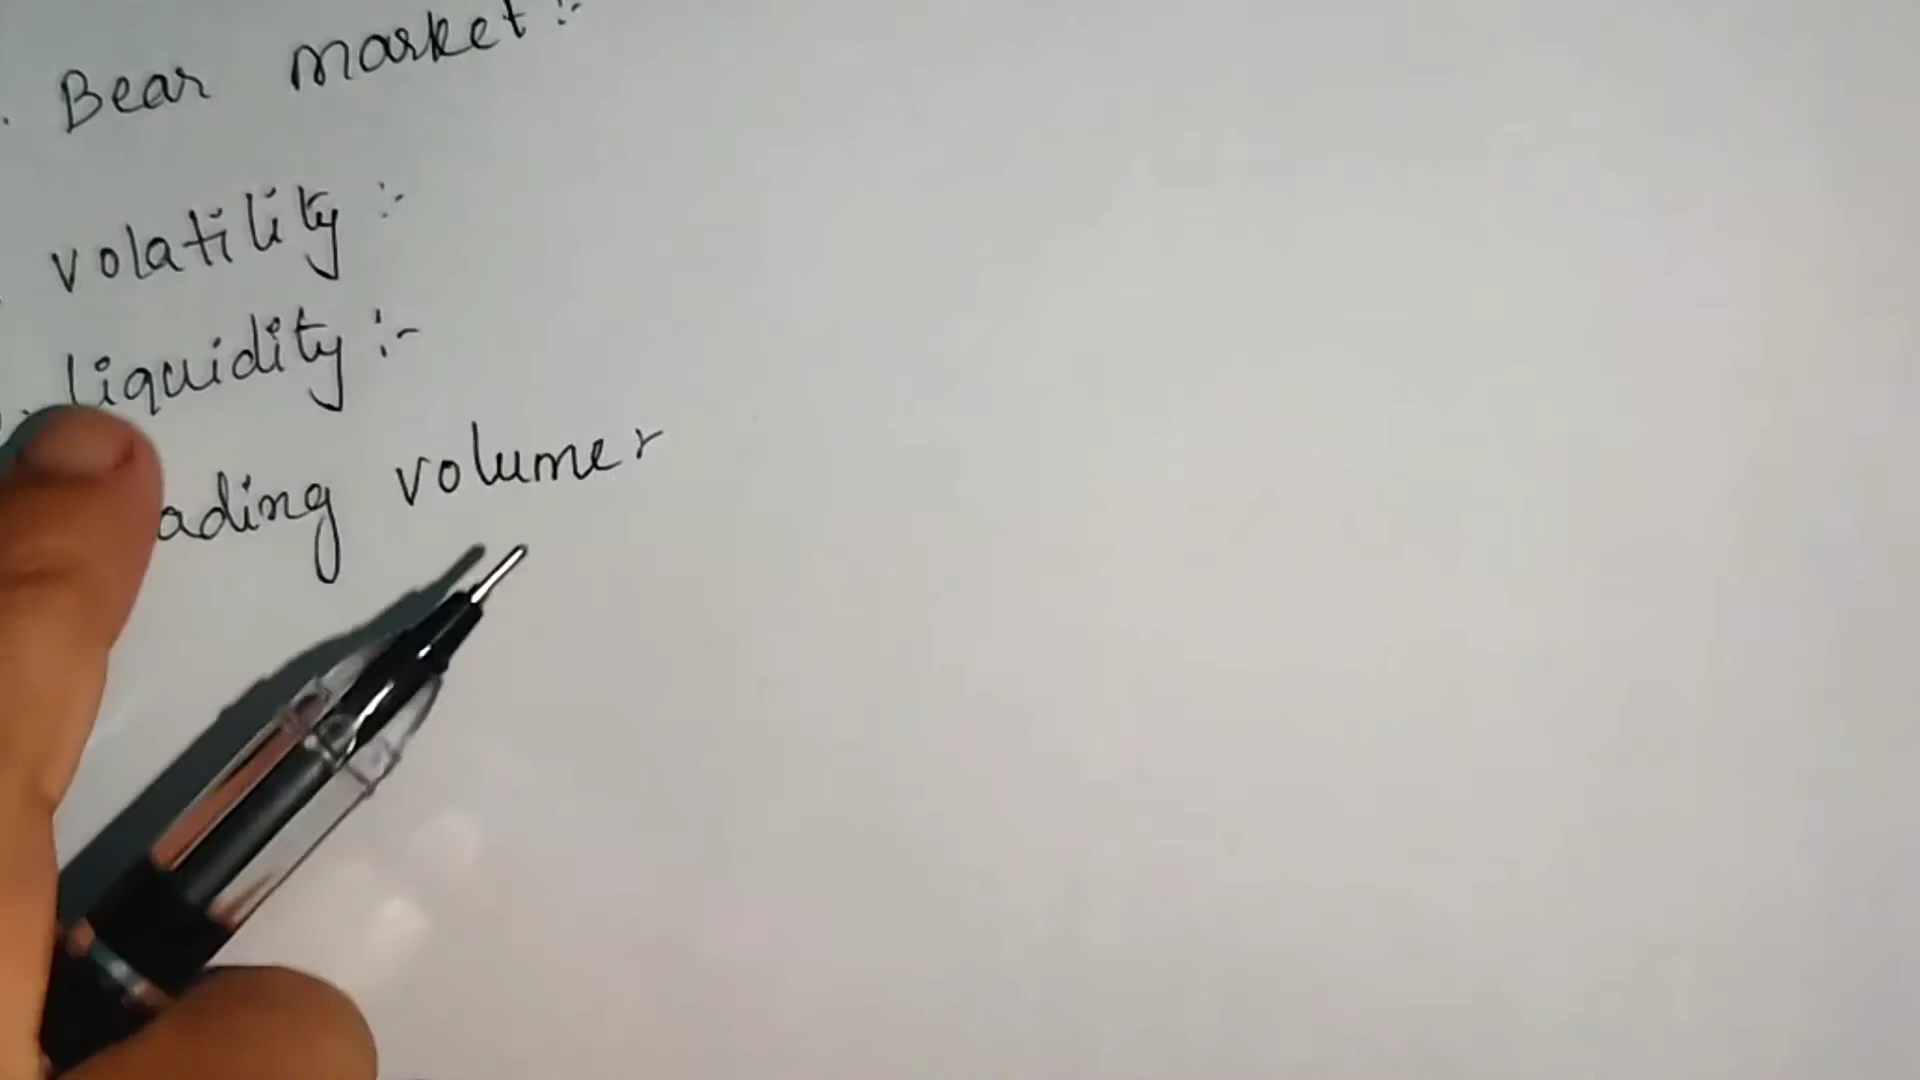 Bear market :-
volatility :-
liquidity :-
ading volume :-